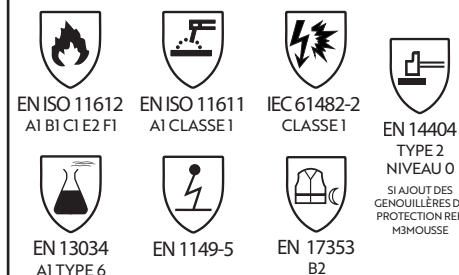 EN ISO 11612
A1 B1 C1 E2 F1
EN ISO 11611
A1 CLASSE 1
IEC 61482-2
CLASSE 1
EN 14404
TYPE 2
NIVEAU 0
SI AJOUT DES
GENOUILLÈRES D
PROTECTION REF
M3MOUSSE
EN 13034
A1 TYPE 6
EN 1149-5
EN 17353
B2